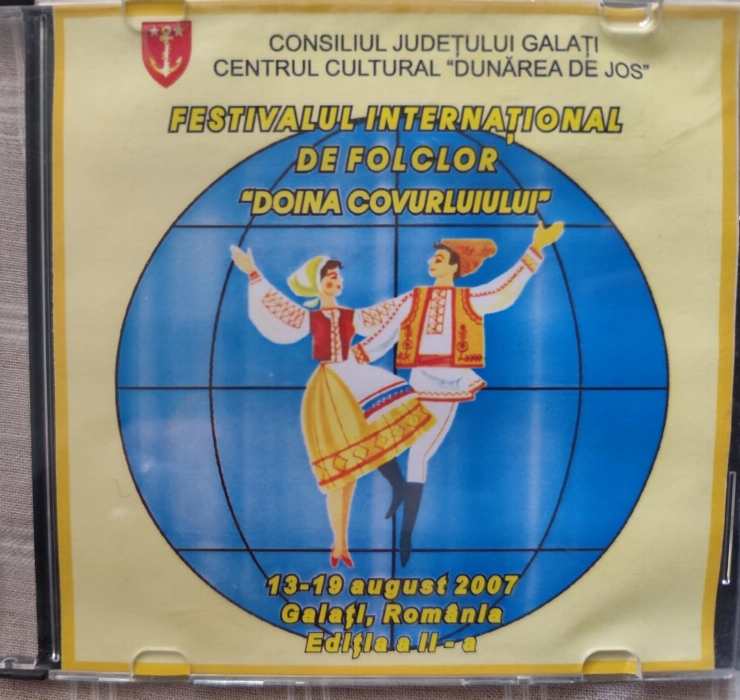 CONSILIUL JUDEȚULUI GALAȚI
CENTRUL CULTURAL "DUNĂREA DE JOS"
FESTIVALUL INTERNAȚIONAL
DE FOLCLOR
"DOINA COVURLUIULUI"
13-19 august 2007
Galați, România
Ediția a II - a